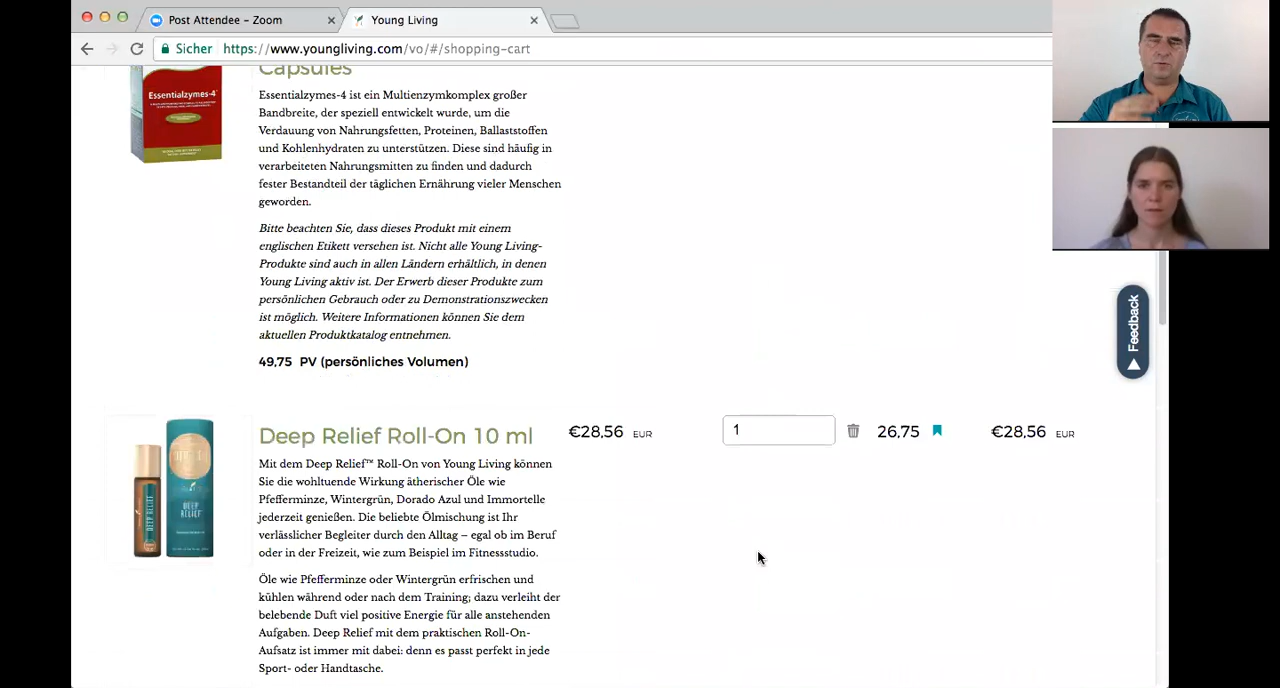 Post Attendee – Zoom
Young Living
Sicher https://www.youngliving.com/vo/#/shopping-cart
Capsules
Essentialzymes-4
Essentialzymes-4 ist ein Multienzymkomplex großer
Bandbreite, der speziell entwickelt wurde, um die
Verdauung von Nahrungsfetten, Proteinen, Ballaststoffen
und Kohlenhydraten zu unterstützen. Diese sind häufig in
verarbeiteten Nahrungsmitten zu finden und dadurch
fester Bestandteil der täglichen Ernährung vieler Menschen
geworden.
Bitte beachten Sie, dass dieses Produkt mit einem
englischen Etikett versehen ist. Nicht alle Young Living-
Produkte sind auch in allen Ländern erhältlich, in denen
Young Living aktiv ist. Der Erwerb dieser Produkte zum
persönlichen Gebrauch oder zu Demonstrationszwecken
ist möglich. Weitere Informationen können Sie dem
aktuellen Produktkatalog entnehmen.
49,75 PV (persönliches Volumen)
Feedback
Deep Relief Roll-On 10 ml €28,56 EUR 1 26,75 €28,56 EUR
Mit dem Deep Relief™ Roll-On von Young Living können
Sie die wohltuende Wirkung ätherischer Öle wie
Pfefferminze, Wintergrün, Dorado Azul und Immortelle
jederzeit genießen. Die beliebte Ölmischung ist Ihr
verlässlicher Begleiter durch den Alltag – egal ob im Beruf
oder in der Freizeit, wie zum Beispiel im Fitnessstudio.
DEEP RELIEF
DEEP
RELIEF
Öle wie Pfefferminze oder Wintergrün erfrischen und
kühlen während oder nach dem Training; dazu verleiht der
belebende Duft viel positive Energie für alle anstehenden
Aufgaben. Deep Relief mit dem praktischen Roll-On-
Aufsatz ist immer mit dabei: denn es passt perfekt in jede
Sport- oder Handtasche.